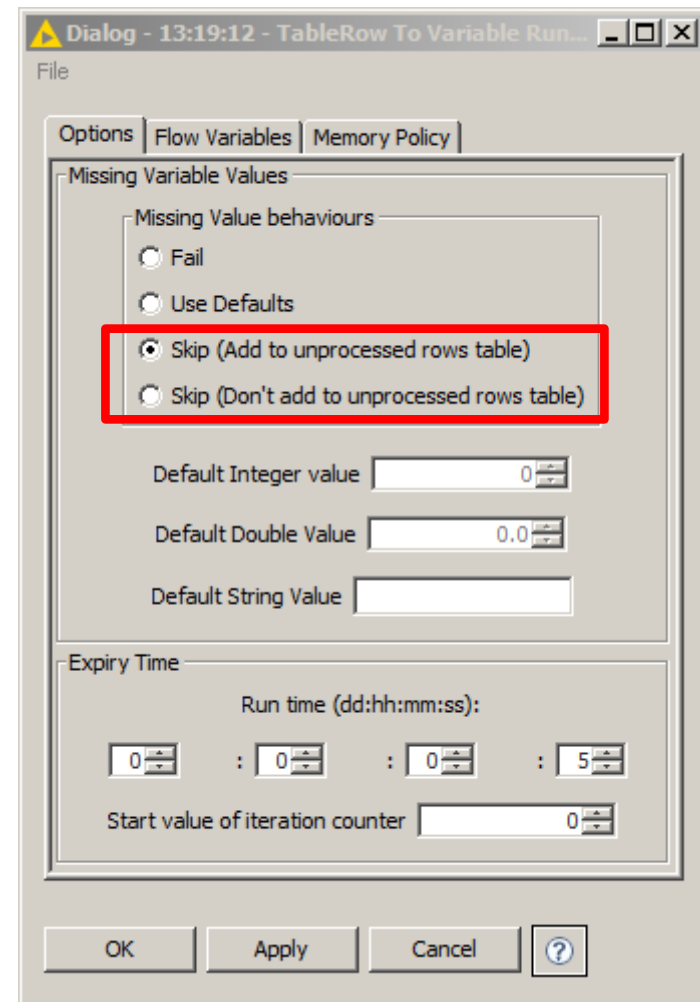 Dialog - 13:19:12 - TableRow To Variable Run...
File
Options Flow Variables Memory Policy
Missing Variable Values
Missing Value behaviours
Fail
Use Defaults
Skip (Add to unprocessed rows table)
Skip (Don't add to unprocessed rows table)
Default Integer value 0
Default Double Value 0.0
Default String Value
Expiry Time
Run time (dd:hh:mm:ss):
0 : 0 : 0 : 5
Start value of iteration counter 0
OK Apply Cancel ?